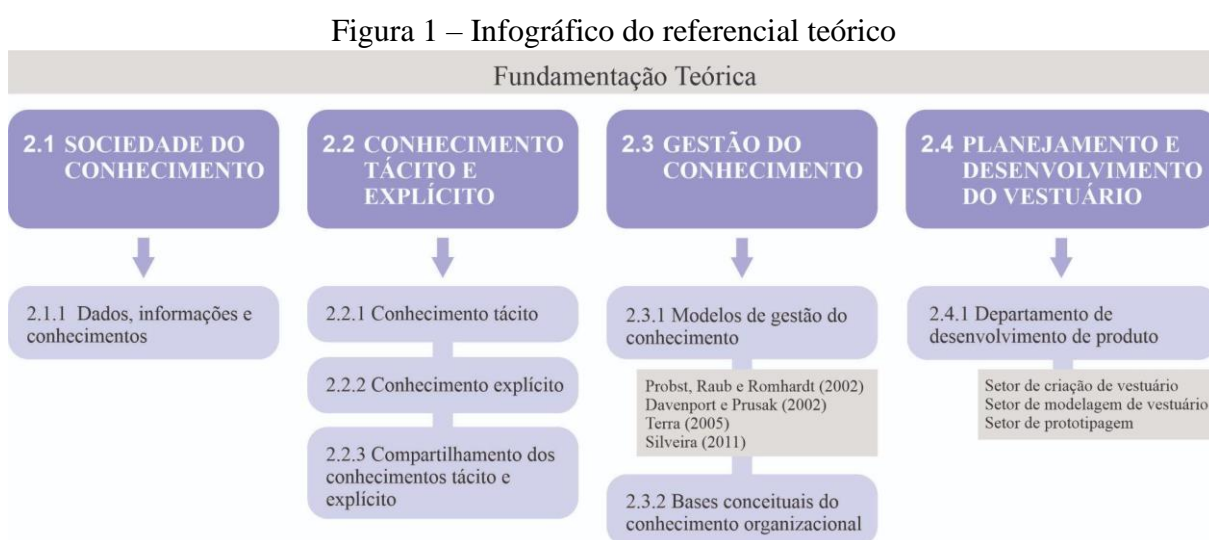 Figura 1 – Infográfico do referencial teórico
Fundamentação Teórica
2.1 SOCIEDADE DO
CONHECIMENTO
2.1.1 Dados, informações e
conhecimentos
2.2 CONHECIMENTO
TÁCITO E
EXPLÍCITO
2.2.1 Conhecimento tácito
2.2.2 Conhecimento explícito
2.2.3 Compartilhamento dos
conhecimentos tácito e
explícito
2.3 GESTÃO DO
CONHECIMENTO
2.3.1 Modelos de gestão do
conhecimento
Probst, Raub e Romhardt (2002)
Davenport e Prusak (2002)
Terra (2005)
Silveira (2011)
2.3.2 Bases conceituais do
conhecimento organizacional
2.4 PLANEJAMENTO E
DESENVOLVIMENTO
DO VESTUÁRIO
2.4.1 Departamento de
desenvolvimento de produto
Setor de criação de vestuário
Setor de modelagem de vestuário
Setor de prototipagem